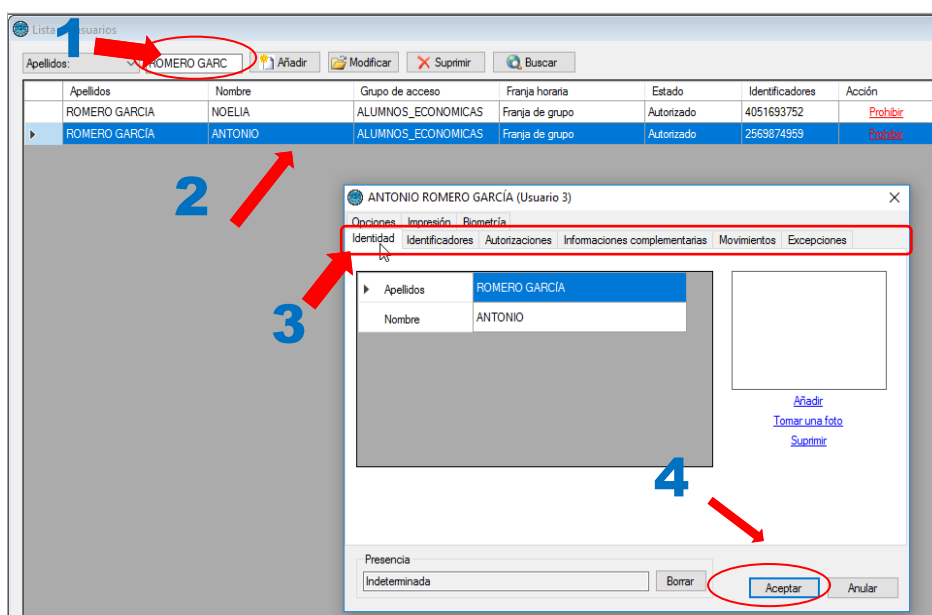 Lista usuarios
1
Apellidos: ROMERO GARC Añadir Modificar Suprimir Buscar
Apellidos Nombre Grupo de acceso Franja horaria Estado Identificadores Acción
ROMERO GARCIA NOELIA ALUMNOS_ECONOMICAS Franja de grupo Autorizado 4051693752 Prohibir
ROMERO GARCÍA ANTONIO ALUMNOS_ECONOMICAS Franja de grupo Autorizado 2569874959 Prohibir
2
ANTONIO ROMERO GARCÍA (Usuario 3)
Opciones Impresión Biometría
Identidad Identificadores Autorizaciones Informaciones complementarias Movimientos Excepciones
3
Apellidos ROMERO GARCÍA
Nombre ANTONIO
Añadir
Tomar una foto
Suprimir
4
Presencia
Indeterminada Borrar Aceptar Anular